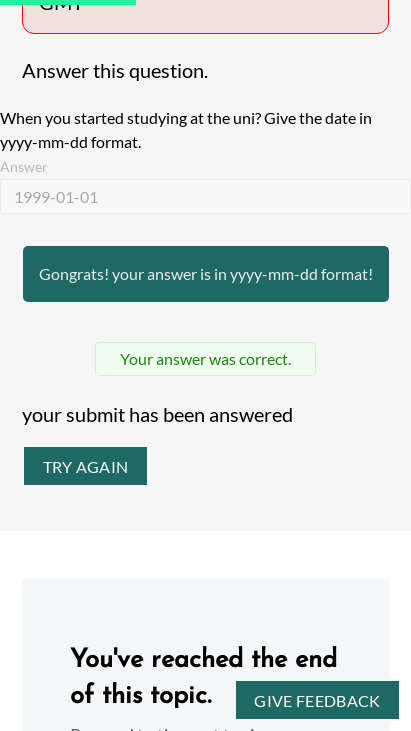 Answer this question.
When you started studying at the uni? Give the date in
yyyy-mm-dd format.
Answer
1999-01-01
Gongrats! your answer is in yyyy-mm-dd format!
Your answer was correct.
your submit has been answered
TRY AGAIN
You've reached the end
of this topic.
GIVE FEEDBACK